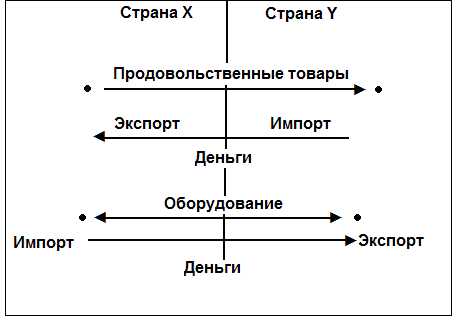 Страна X Страна Y
Продовольственные товары
Экспорт Импорт
Деньги
Оборудование
Импорт Экспорт
Деньги